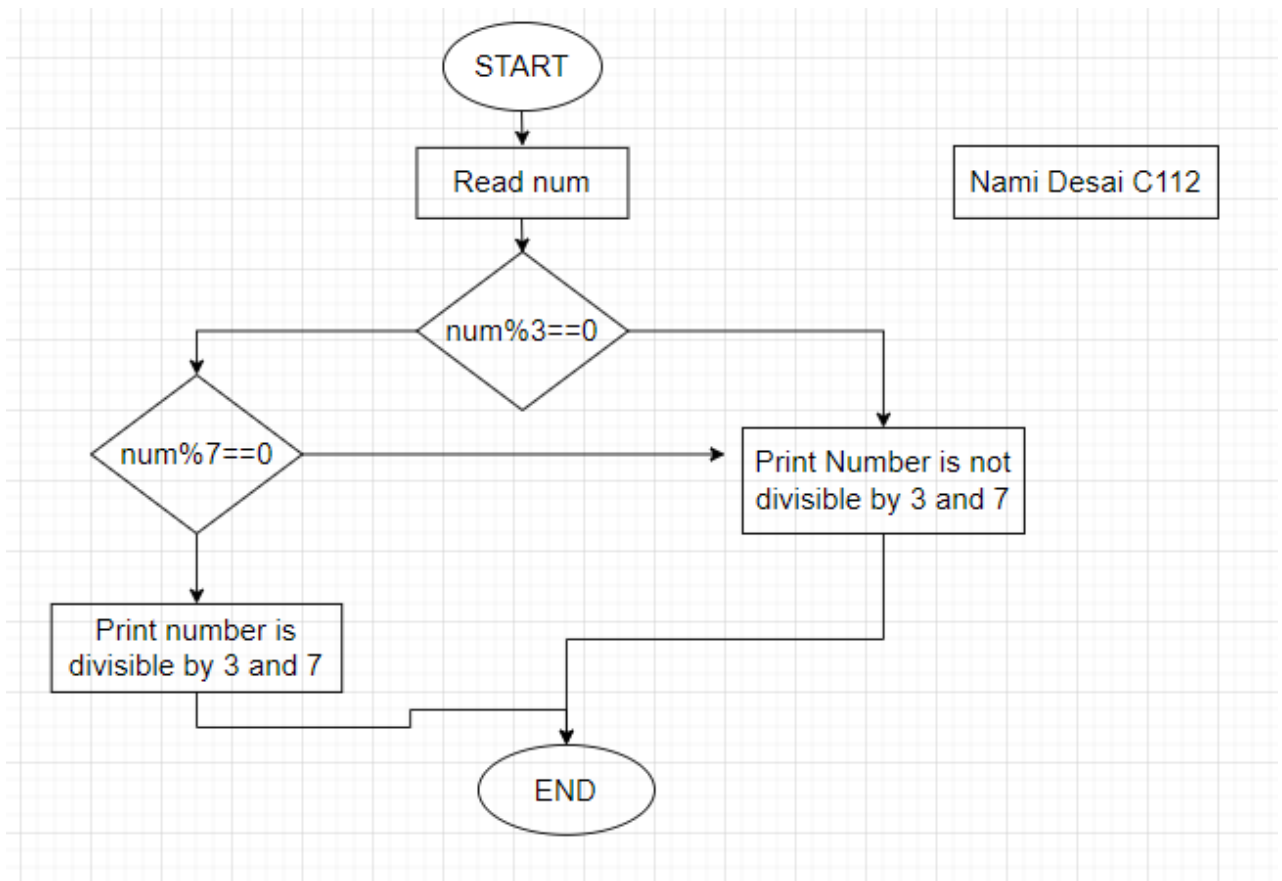 START
Read num
Nami Desai C112
num%3==0
num%7==0
Print Number is not
divisible by 3 and 7
Print number is
divisible by 3 and 7
END